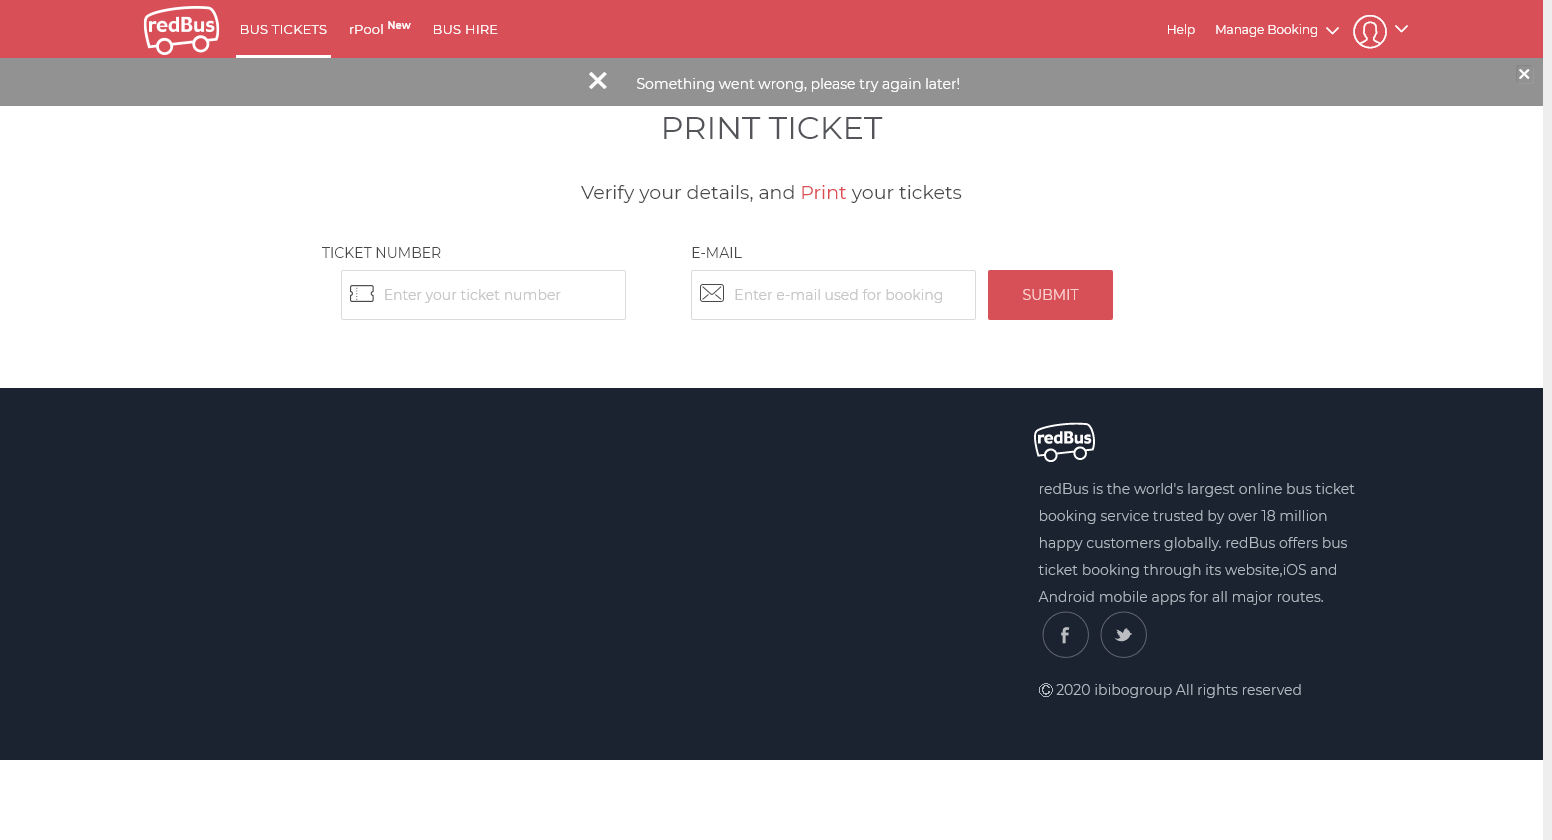 redBus
BUS TICKETS
rPool New
BUS HIRE
Help
Manage Booking
Something went wrong, please try again later!
PRINT TICKET
Verify your details, and Print your tickets
TICKET NUMBER
Enter your ticket number
E-MAIL
Enter e-mail used for booking
SUBMIT
redBus
redBus is the world's largest online bus ticket
booking service trusted by over 18 million
happy customers globally. redBus offers bus
ticket booking through its website,iOS and
Android mobile apps for all major routes.
© 2020 ibibogroup All rights reserved